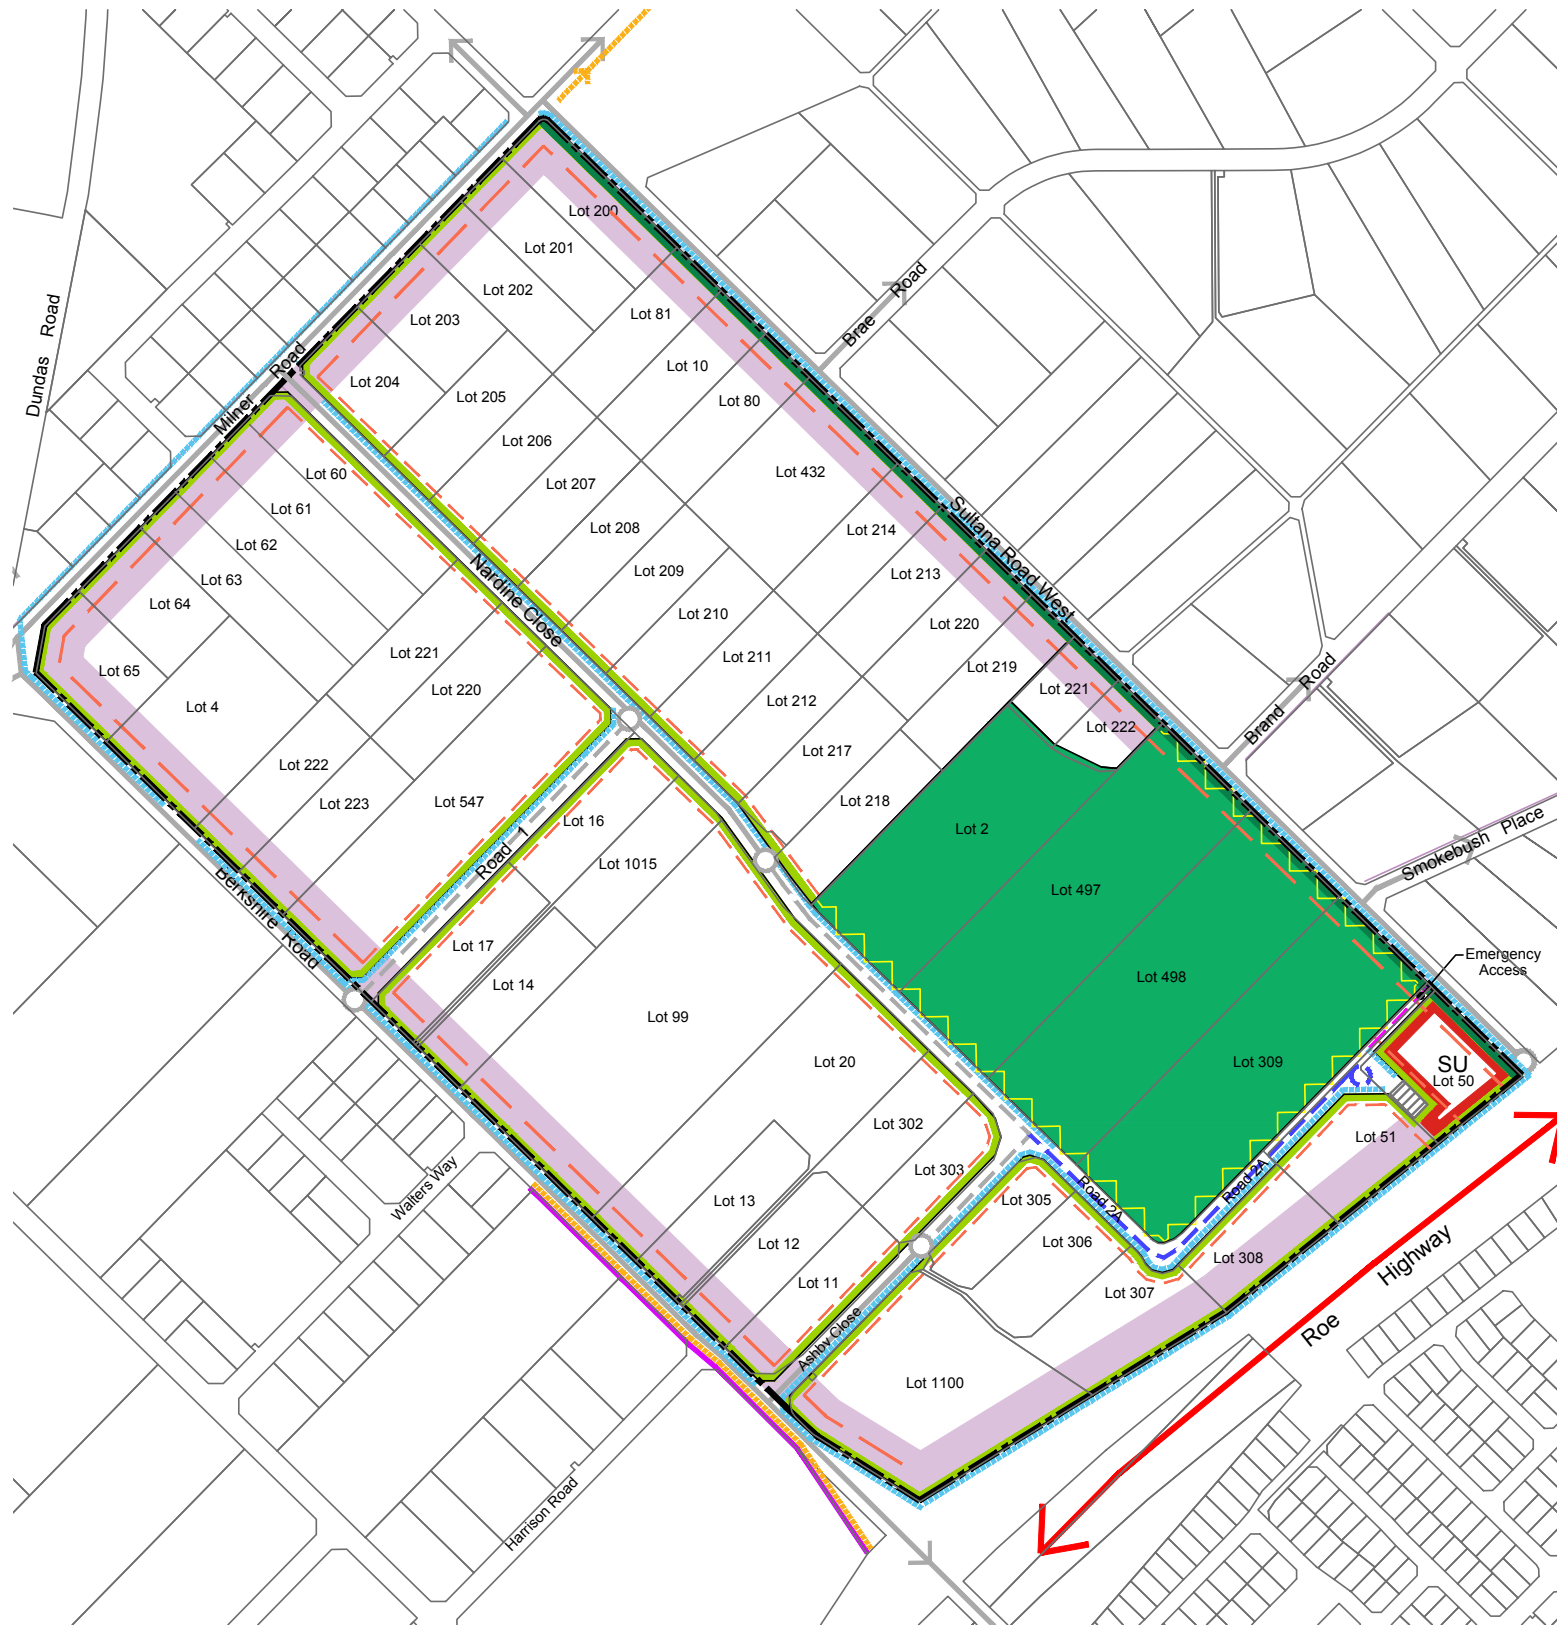 Lot 200
Lot 201
Lot 202
Lot 203
Lot 81
Brae Road
Dundas Road
Milner Road
Lot 204
Lot 10
Lot 205
Lot 80
Lot 206
Lot 60
Lot 432
Lot 207
Lot 61
Sultana Road West
Lot 208
Lot 214
Lot 62
Nardine Close
Lot 209
Lot 213
Lot 63
Lot 64
Lot 210
Lot 220
Lot 221
Lot 211
Lot 219
Lot 65
Lot 220
Lot 221
Lot 212
Brand Road
Lot 4
Lot 222
Lot 217
Lot 222
Lot 223
Lot 547
Lot 218
Lot 16
Lot 2
Road 1
Lot 1015
Smokebush Place
Lot 497
Berkshire Road
Lot 17
Emergency
Access
Lot 14
Lot 498
Lot 99
Lot 20
Lot 309
SU
Lot 50
Lot 302
Lot 51
Lot 303
Walters Way
Lot 13
Lot 305
Road 2A
Road 2A
Lot 12
Lot 306
Lot 308
Lot 11
Lot 307
Roe Highway
Ashby Close
Lot 1100
Harrison Road